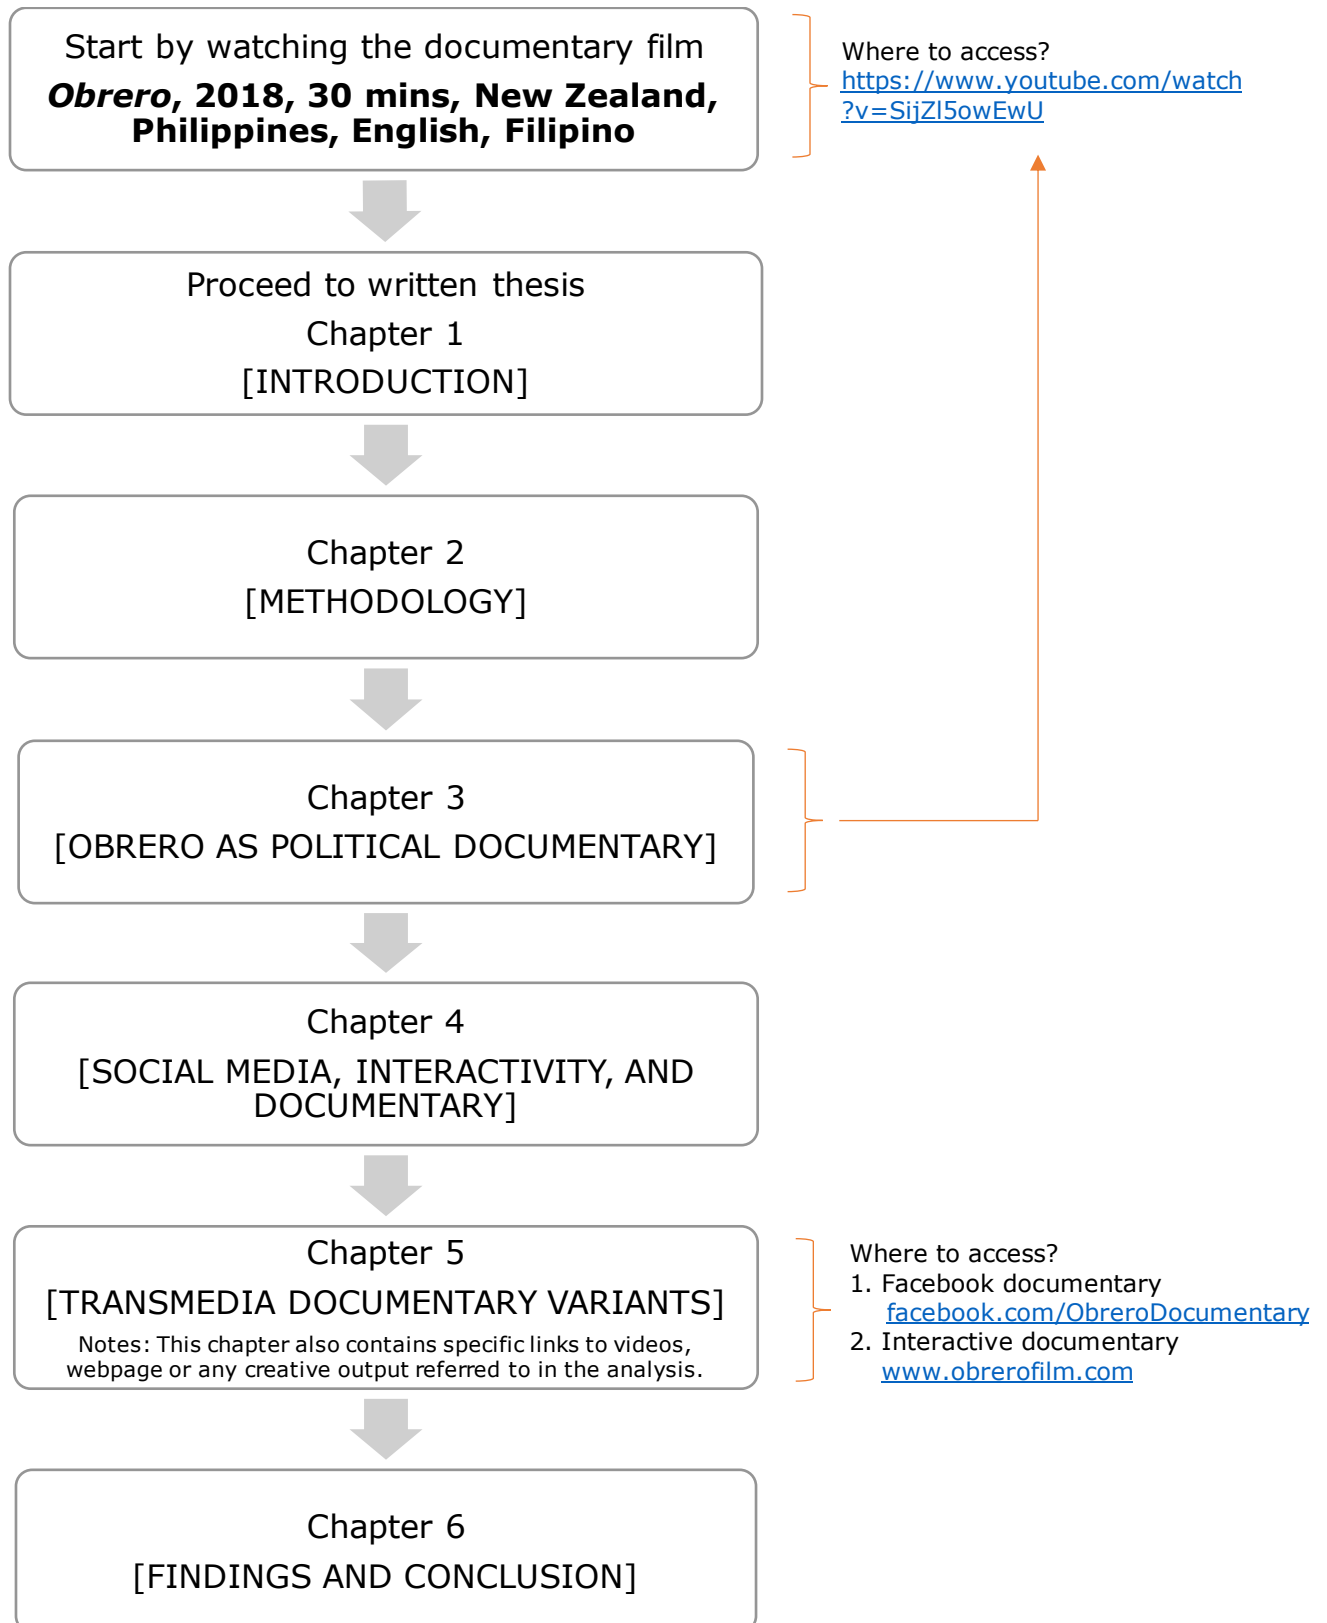 Start by watching the documentary film
Obrero, 2018, 30 mins, New Zealand,
Philippines, English, Filipino
Where to access?
https://www.youtube.com/watch
?v=SijZl5owEwU
Proceed to written thesis
Chapter 1
[INTRODUCTION]
Chapter 2
[METHODOLOGY]
Chapter 3
[OBRERO AS POLITICAL DOCUMENTARY]
Chapter 4
[SOCIAL MEDIA, INTERACTIVITY, AND
DOCUMENTARY]
Chapter 5
[TRANSMEDIA DOCUMENTARY VARIANTS]
Notes: This chapter also contains specific links to videos,
webpage or any creative output referred to in the analysis.
Where to access?
1. Facebook documentary
facebook.com/ObreroDocumentary
2. Interactive documentary
www.obrerofilm.com
Chapter 6
[FINDINGS AND CONCLUSION]